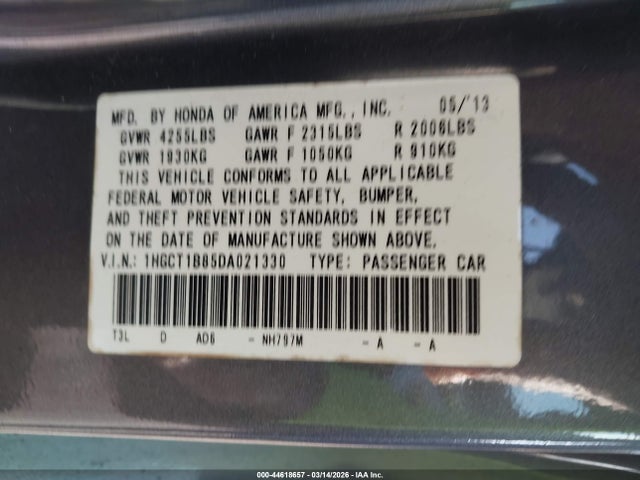 MFD. BY HONDA OF AMERICA MFG., INC. 05/'13
GVWR 4255LBS GAWR F 2315LBS R 2006LBS
GVWR 1930KG GAWR F 1050KG R 910KG
THIS VEHICLE CONFORMS TO ALL APPLICABLE
FEDERAL MOTOR VEHICLE SAFETY, BUMPER,
AND THEFT PREVENTION STANDARDS IN EFFECT
ON THE DATE OF MANUFACTURE SHOWN ABOVE.
V.I.N.: 1HGCT1B85DA021330 TYPE: PASSENGER CAR
T3L D AD6 - NH797M - A - A
000-44618657 - 03/14/2026 - IAA Inc.